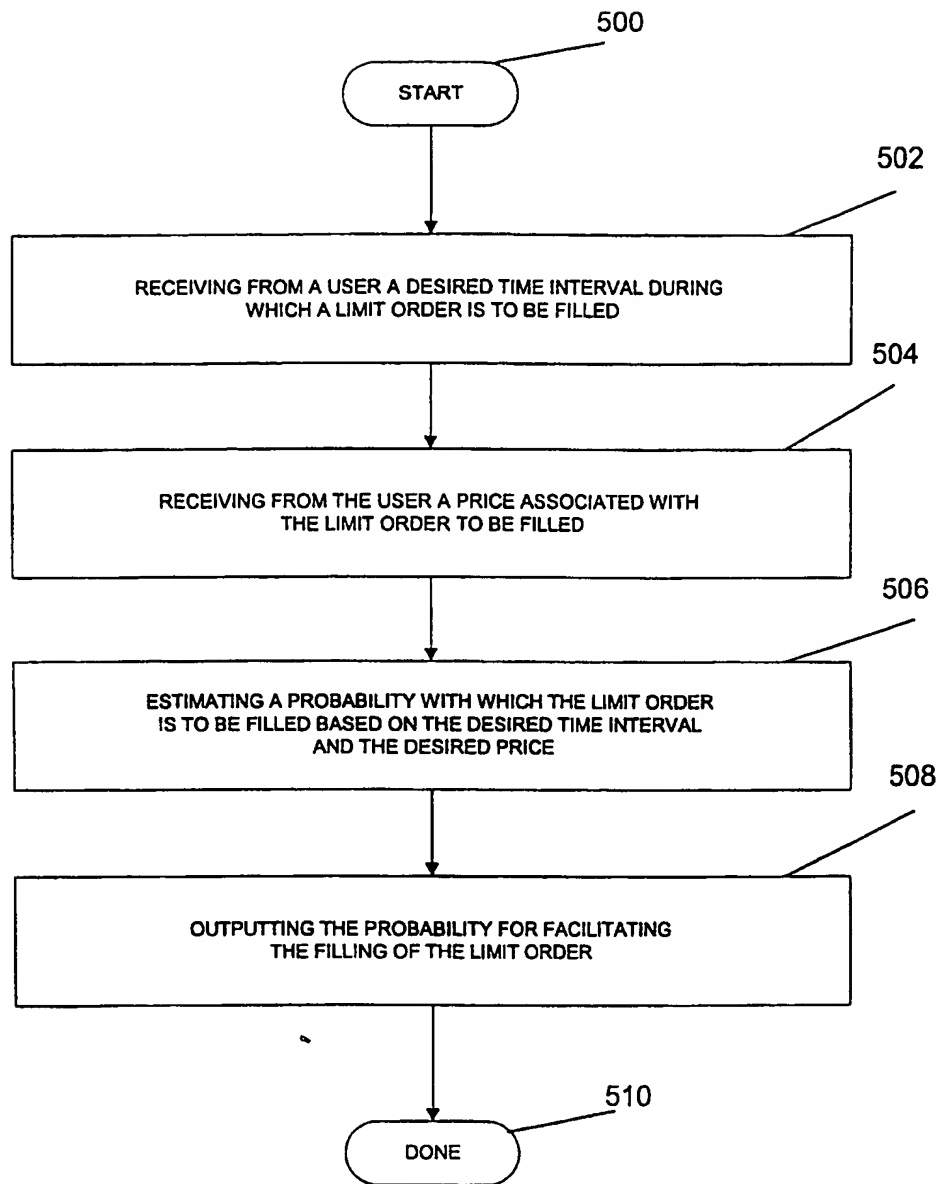 500
START
502
RECEIVING FROM A USER A DESIRED TIME INTERVAL DURING
WHICH A LIMIT ORDER IS TO BE FILLED
504
RECEIVING FROM THE USER A PRICE ASSOCIATED WITH
THE LIMIT ORDER TO BE FILLED
506
ESTIMATING A PROBABILITY WITH WHICH THE LIMIT ORDER
IS TO BE FILLED BASED ON THE DESIRED TIME INTERVAL
AND THE DESIRED PRICE
508
OUTPUTTING THE PROBABILITY FOR FACILITATING
THE FILLING OF THE LIMIT ORDER
510
DONE